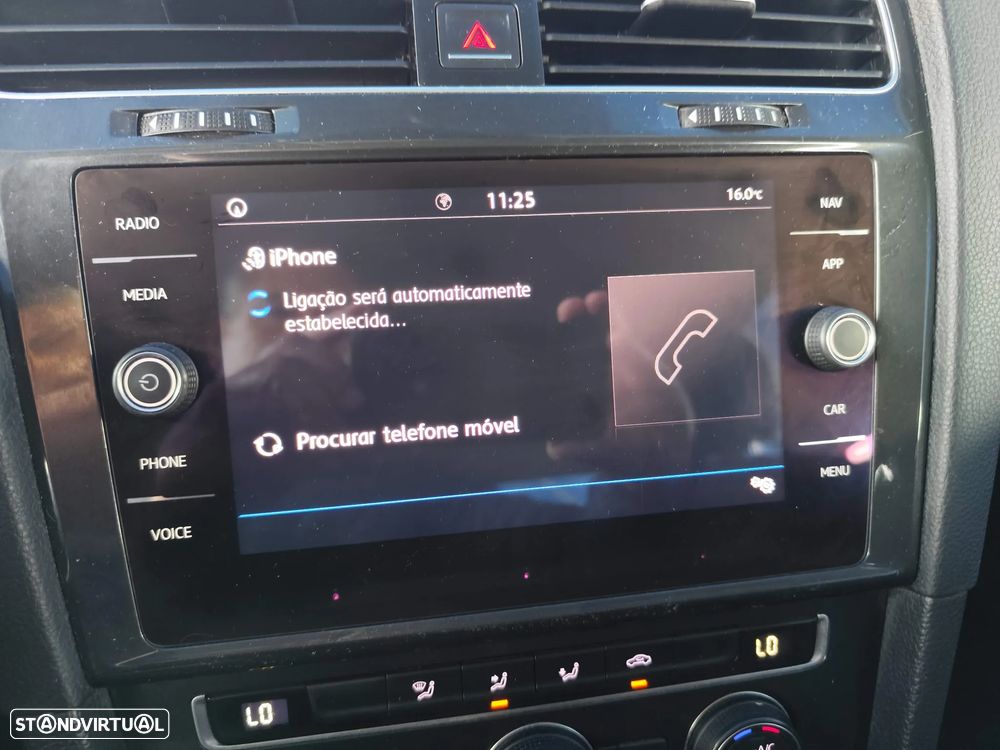 11:25
16.0°C
RADIO
MEDIA
PHONE
VOICE
iPhone
Ligação será automaticamente
estabelecida...
Procurar telefone móvel
NAV
APP
CAR
MENU
LO
LO
A/C
STANDVIRTUAL